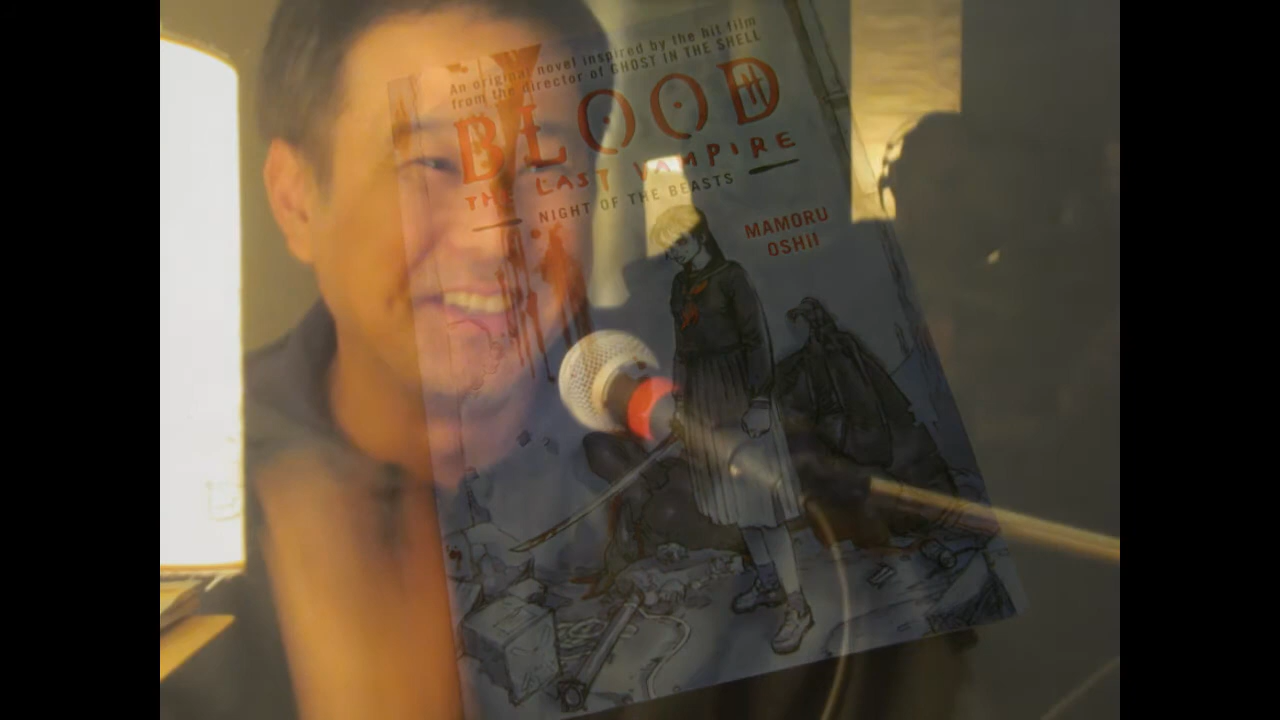 An original novel inspired by the hit film
from the director of GHOST IN THE SHELL
BLOOD
THE LAST VAMPIRE
NIGHT OF THE BEASTS
MAMORU
OSHII